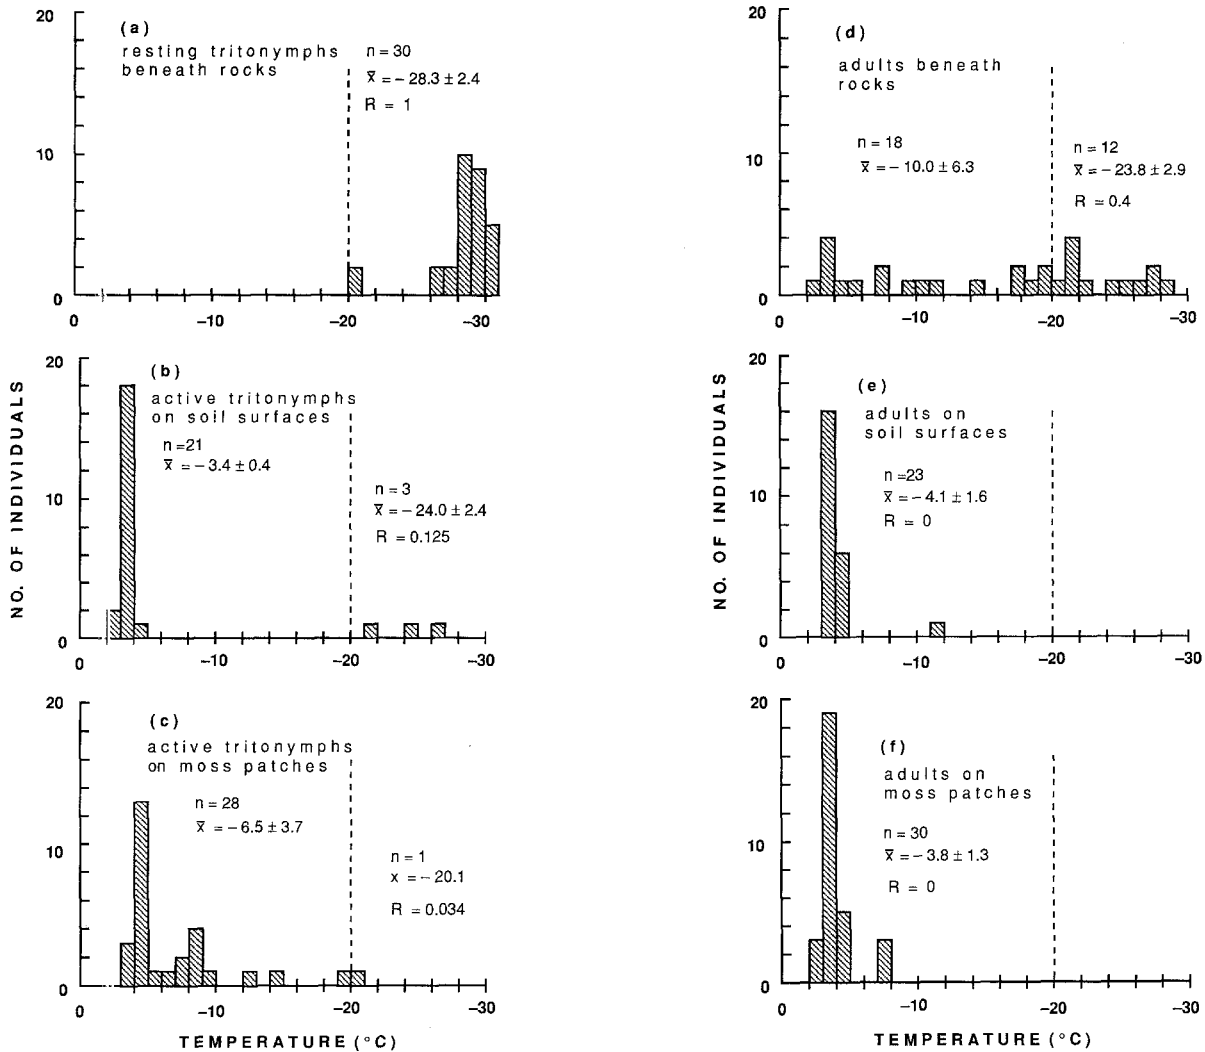 20
(a)
resting tritonymphs
beneath rocks
n = 30
x̄ = – 28.3 ± 2.4
R = 1
10
0
0
–10
–20
–30
20
(b)
active tritonymphs
on soil surfaces
n =21
x̄ = – 3.4 ± 0.4
n = 3
x̄ = – 24.0 ± 2.4
R = 0.125
10
0
0
–10
–20
–30
20
(c)
active tritonymphs
on moss patches
n = 28
x̄ = – 6.5 ± 3.7
n = 1
x = – 20.1
R = 0.034
10
0
0
–10
–20
–30
NO. OF INDIVIDUALS
TEMPERATURE (°C)
20
(d)
adults beneath
rocks
n = 18
x̄ = – 10.0 ± 6.3
n = 12
x̄ = – 23.8 ± 2.9
R = 0.4
10
0
0
–10
–20
–30
20
(e)
adults on
soil surfaces
n =23
x̄ = – 4.1 ± 1.6
R = 0
10
0
0
–10
–20
–30
20
(f)
adults on
moss patches
n = 30
x̄ = – 3.8 ± 1.3
R = 0
10
0
0
–10
–20
–30
NO. OF INDIVIDUALS
TEMPERATURE (°C)